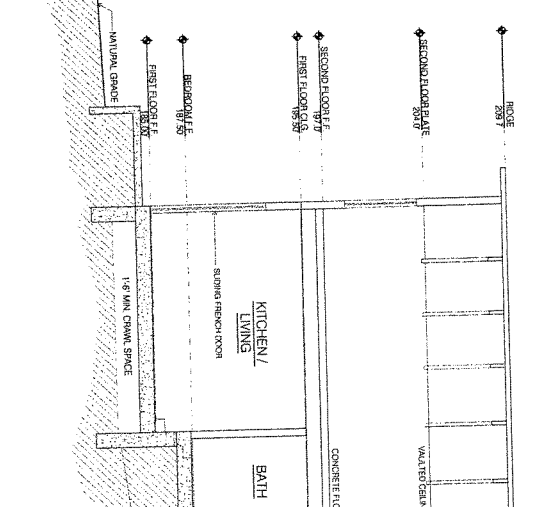 RIDGE
209.7
SECOND FLOOR PLATE
204.0
SECOND FLOOR F.F.
197.0
FIRST FLOOR CLG.
195.50
BEDROOM F.F.
187.50
FIRST FLOOR F.F.
185.00
NATURAL GRADE
SLIDING FRENCH DOOR
KITCHEN /
LIVING
1'-6" MIN. CRAWL SPACE
VAULTED CEILIN
CONCRETE FLO
BATH